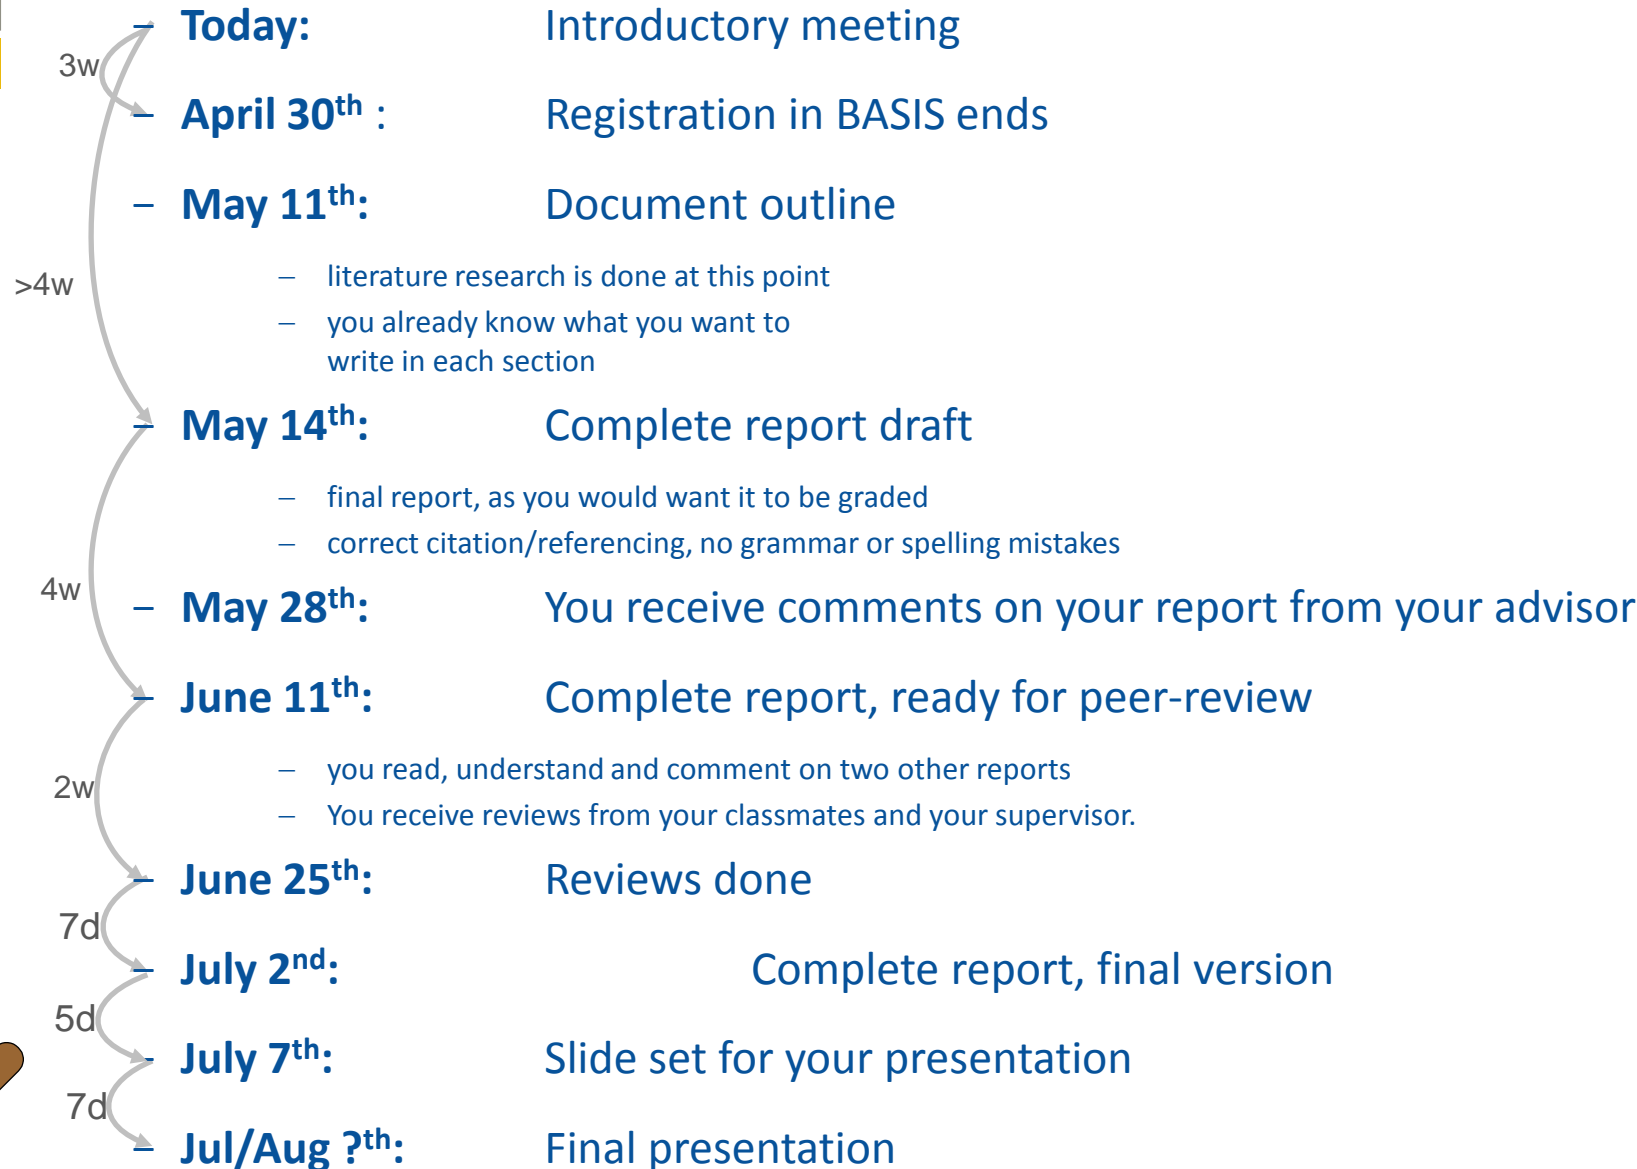 – Today: Introductory meeting
3w
– April 30th : Registration in BASIS ends
– May 11th: Document outline
– literature research is done at this point
>4w
– you already know what you want to
write in each section
– May 14th: Complete report draft
– final report, as you would want it to be graded
– correct citation/referencing, no grammar or spelling mistakes
4w
– May 28th: You receive comments on your report from your advisor
– June 11th: Complete report, ready for peer-review
– you read, understand and comment on two other reports
2w
– You receive reviews from your classmates and your supervisor.
– June 25th: Reviews done
7d
– July 2nd: Complete report, final version
5d
– July 7th: Slide set for your presentation
7d
– Jul/Aug ?th: Final presentation